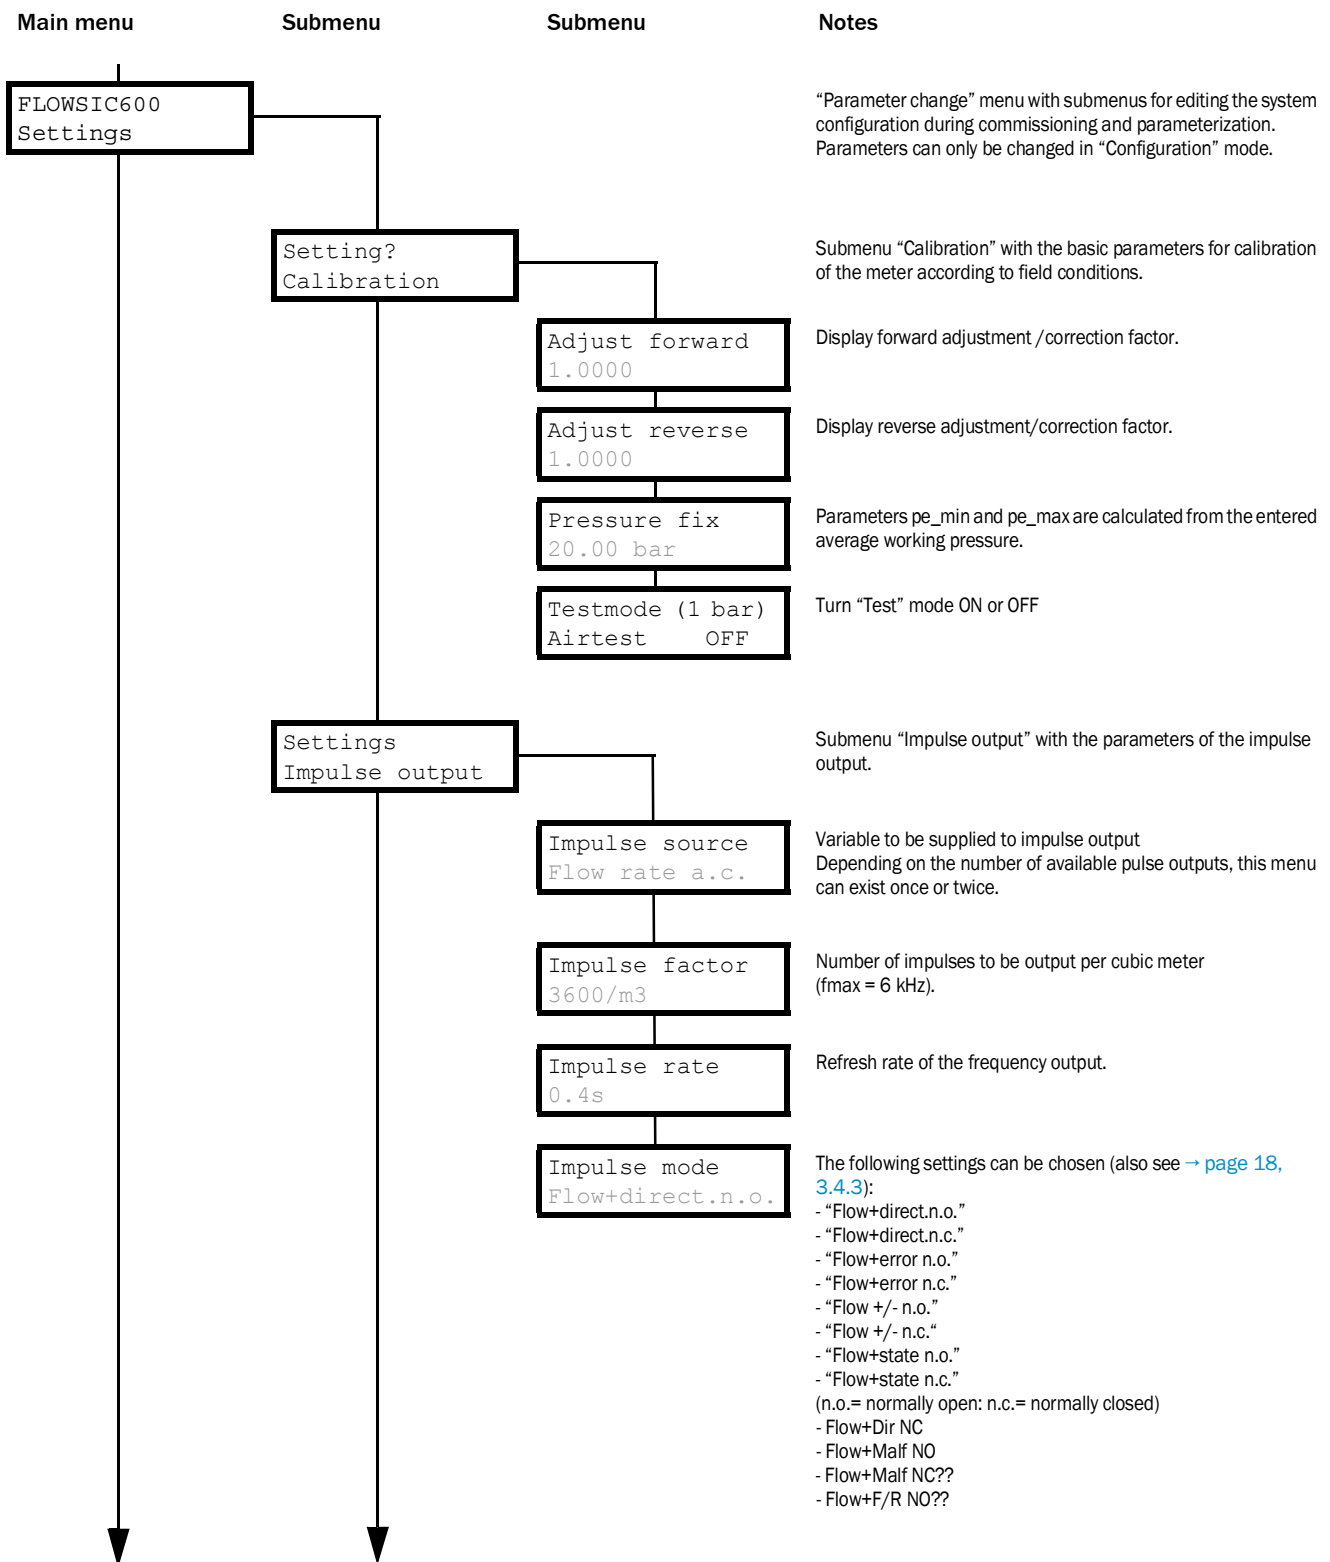 Main menu
Submenu
Submenu
Notes
FLOWSIC600
Settings
“Parameter change” menu with submenus for editing the system
configuration during commissioning and parameterization.
Parameters can only be changed in “Configuration” mode.
Setting?
Calibration
Submenu “Calibration” with the basic parameters for calibration
of the meter according to field conditions.
Adjust forward
1.0000
Display forward adjustment /correction factor.
Adjust reverse
1.0000
Display reverse adjustment/correction factor.
Pressure fix
20.00 bar
Parameters pe_min and pe_max are calculated from the entered
average working pressure.
Testmode (1 bar)
Airtest OFF
Turn “Test” mode ON or OFF
Settings
Impulse output
Submenu “Impulse output” with the parameters of the impulse
output.
Impulse source
Flow rate a.c.
Variable to be supplied to impulse output
Depending on the number of available pulse outputs, this menu
can exist once or twice.
Impulse factor
3600/m3
Number of impulses to be output per cubic meter
(fmax = 6 kHz).
Impulse rate
0.4s
Refresh rate of the frequency output.
Impulse mode
Flow+direct.n.o.
The following settings can be chosen (also see → page 18,
3.4.3):
- “Flow+direct.n.o.”
- “Flow+direct.n.c.”
- “Flow+error n.o.”
- “Flow+error n.c.”
- “Flow +/- n.o.”
- “Flow +/- n.c.“
- “Flow+state n.o.”
- “Flow+state n.c.”
(n.o.= normally open: n.c.= normally closed)
- Flow+Dir NC
- Flow+Malf NO
- Flow+Malf NC??
- Flow+F/R NO??